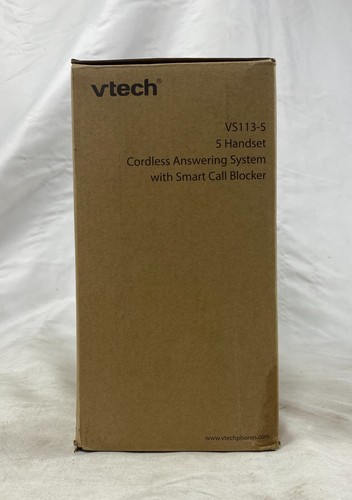 vtech®
VS113-5
5 Handset
Cordless Answering System
with Smart Call Blocker
www.vtechphones.com